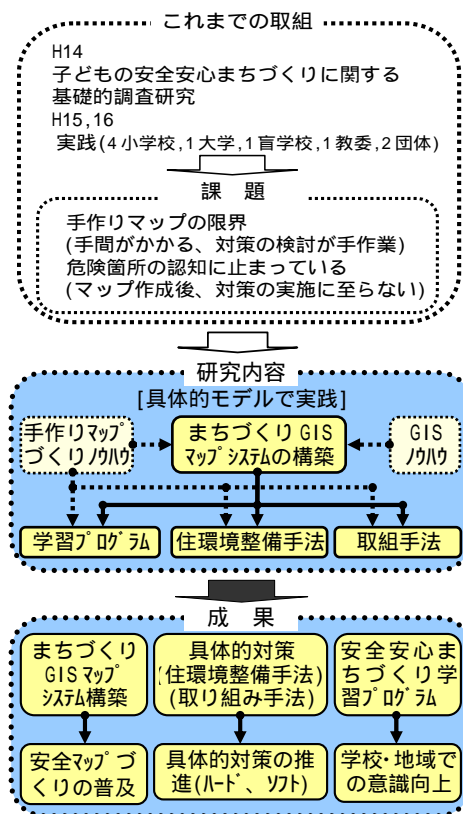 これまでの取組
H14
子どもの安全安心まちづくりに関する
基礎的調査研究
H15,16
実践(4小学校,1大学,1盲学校,1教委,2団体)
課　題
手作りマップの限界
(手間がかかる、対策の検討が手作業)
危険箇所の認知に止まっている
(マップ作成後、対策の実施に至らない)
研究内容
[具体的モデルで実践]
手作りﾏｯﾌﾟ
づくりﾉｳﾊｳ
まちづくりGIS
ﾏｯﾌﾟｼｽﾃﾑの構築
GIS
ﾉｳﾊｳ
学習ﾌﾟﾛｸﾞﾗﾑ
住環境整備手法
取組手法
成　果
まちづくり
GISﾏｯﾌﾟ
ｼｽﾃﾑ構築
具体的対策
(住環境整備手法)
(取り組み手法)
安全安心ま
ちづくり学
習ﾌﾟﾛｸﾞﾗﾑ
安全ﾏｯﾌﾟづ
くりの普及
具体的対策の推
進(ﾊｰﾄﾞ、ｿﾌﾄ)
学校・地域で
の意識向上